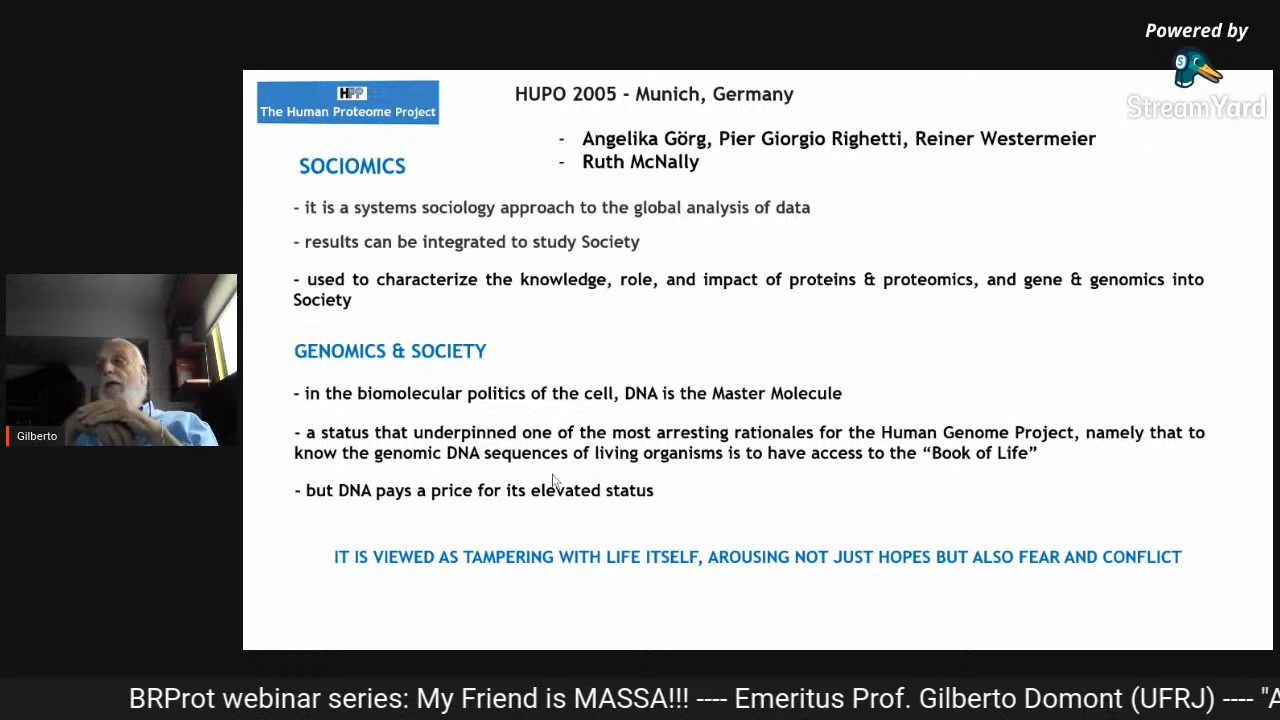 Powered by
StreamYard
HPP
The Human Proteome Project
HUPO 2005 - Munich, Germany
- Angelika Görg, Pier Giorgio Righetti, Reiner Westermeier
- Ruth McNally
SOCIOMICS
- it is a systems sociology approach to the global analysis of data
- results can be integrated to study Society
- used to characterize the knowledge, role, and impact of proteins & proteomics, and gene & genomics into
Society
GENOMICS & SOCIETY
- in the biomolecular politics of the cell, DNA is the Master Molecule
- a status that underpinned one of the most arresting rationales for the Human Genome Project, namely that to
know the genomic DNA sequences of living organisms is to have access to the “Book of Life”
- but DNA pays a price for its elevated status
IT IS VIEWED AS TAMPERING WITH LIFE ITSELF, AROUSING NOT JUST HOPES BUT ALSO FEAR AND CONFLICT
Gilberto
BRProt webinar series: My Friend is MASSA!!! ---- Emeritus Prof. Gilberto Domont (UFRJ) ---- "A